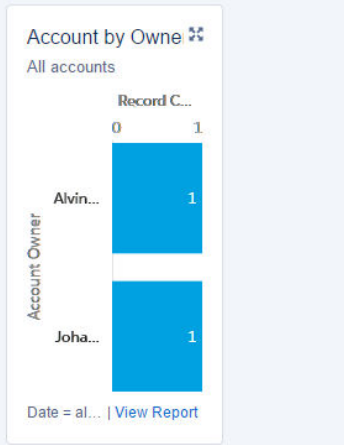 Account by Owne
All accounts
Record C...
0 1
Alvin...
1
Account Owner
Joha...
1
Date = al... | View Report